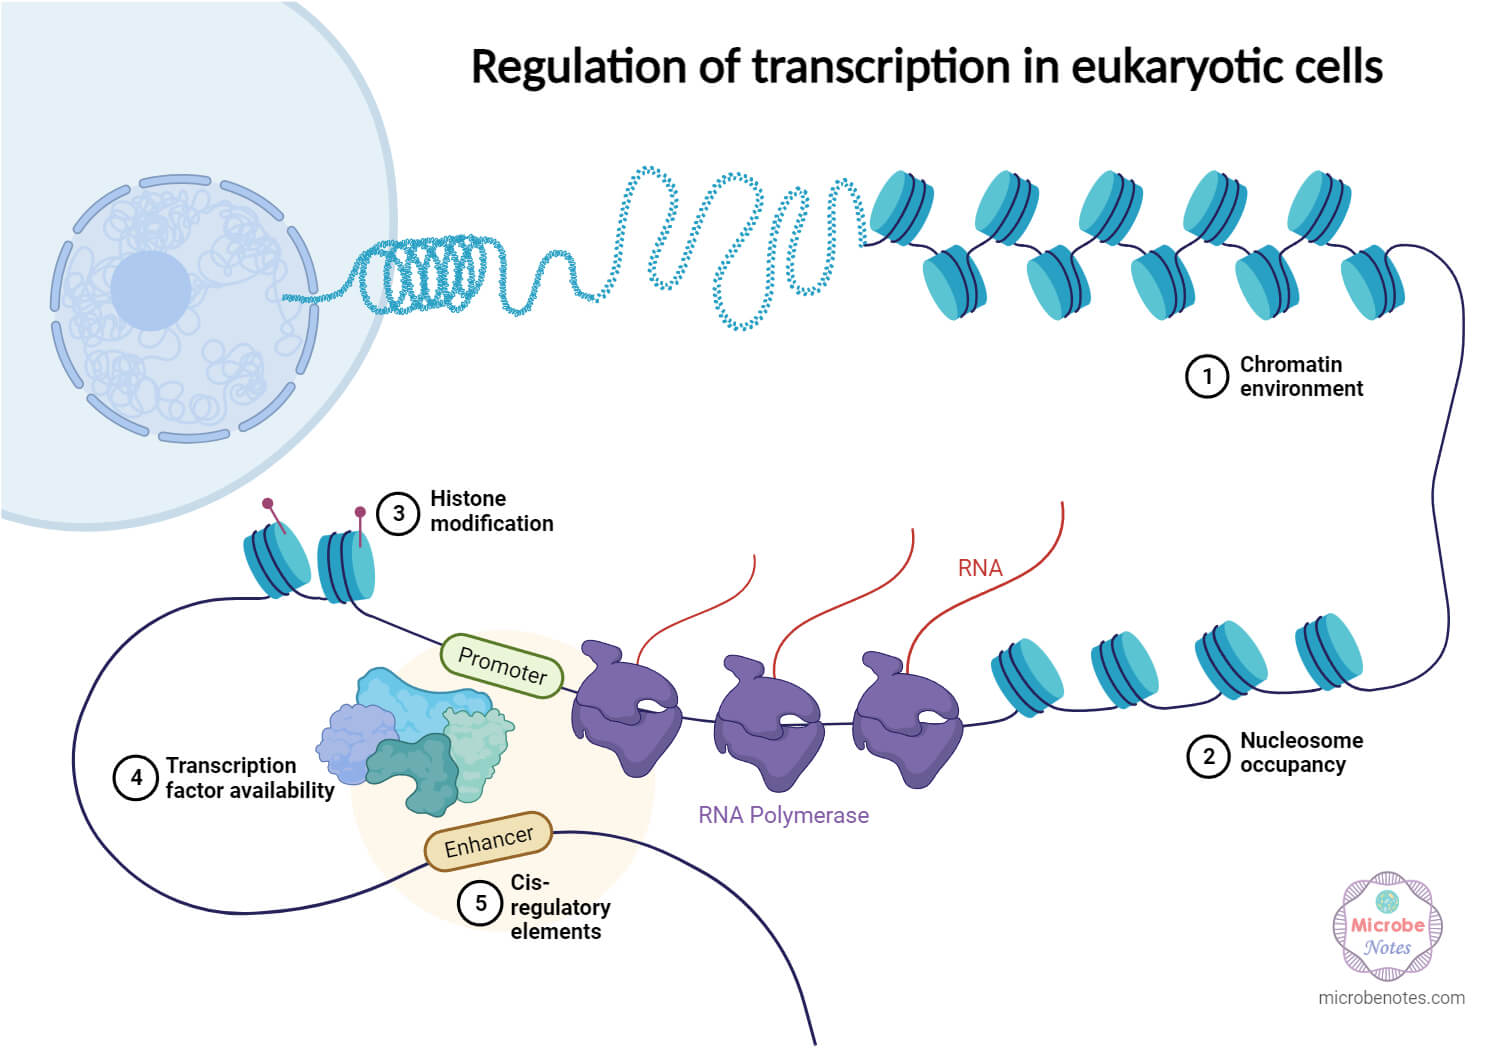 Regulation of transcription in eukaryotic cells
1
Chromatin
environment
3
Histone
modification
RNA
Promoter
2
Nucleosome
occupancy
4
Transcription
factor availability
RNA Polymerase
Enhancer
5
Cis-
regulatory
elements
Microbe
Notes
microbenotes.com